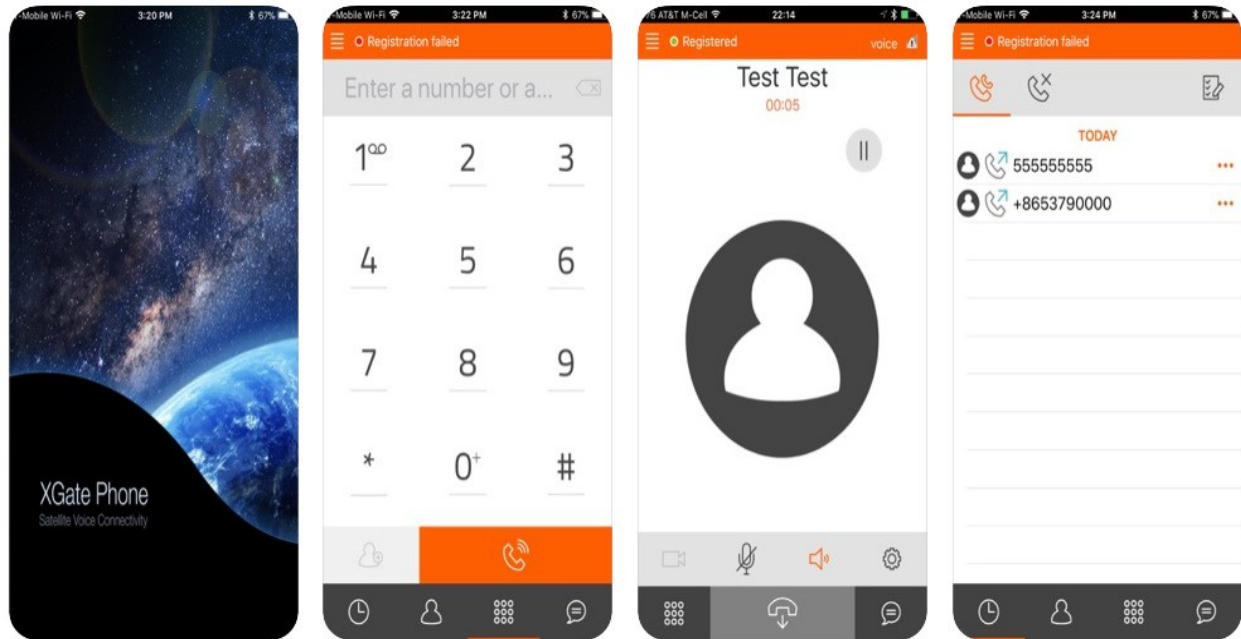 -Mobile Wi-Fi 3:20 PM 67%
XGate Phone
Satellite Voice Connectivity
-Mobile Wi-Fi 3:22 PM 67%
Registration failed
Enter a number or a...
1 2 3
4 5 6
7 8 9
* 0+ #
AT&T M-Cell 22:14
Registered voice
Test Test
00:05
-Mobile Wi-Fi 3:24 PM 67%
Registration failed
TODAY
555555555
+8653790000